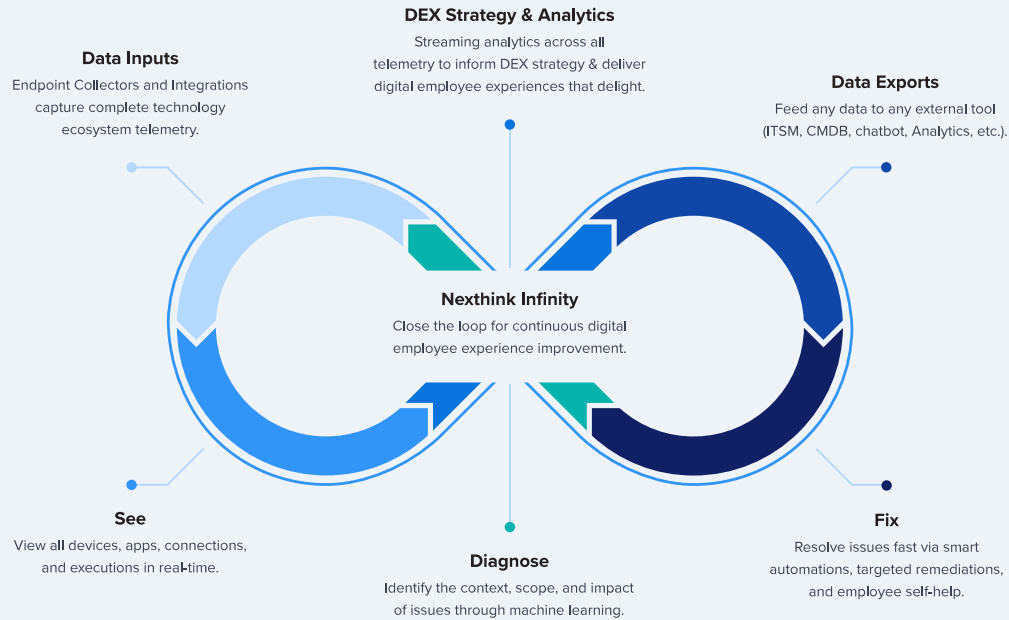 DEX Strategy & Analytics
Streaming analytics across all
telemetry to inform DEX strategy & deliver
digital employee experiences that delight.
Data Inputs
Endpoint Collectors and Integrations
capture complete technology
ecosystem telemetry.
Data Exports
Feed any data to any external tool
(ITSM, CMDB, chatbot, Analytics, etc.).
Nexthink Infinity
Close the loop for continuous digital
employee experience improvement.
See
View all devices, apps, connections,
and executions in real-time.
Diagnose
Identify the context, scope, and impact
of issues through machine learning.
Fix
Resolve issues fast via smart
automations, targeted remediations,
and employee self-help.